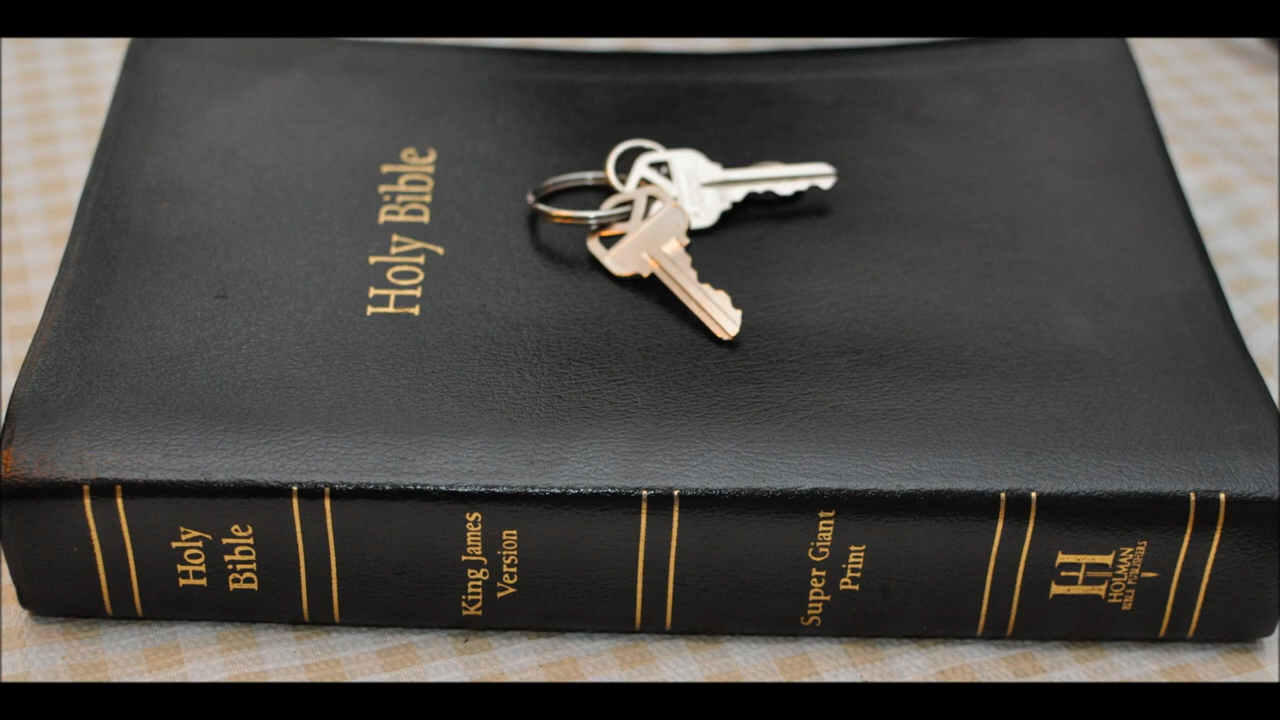 Holy Bible
Holy
Bible
King James
Version
Super Giant
Print
HOLMAN
BIBLE PUBLISHERS